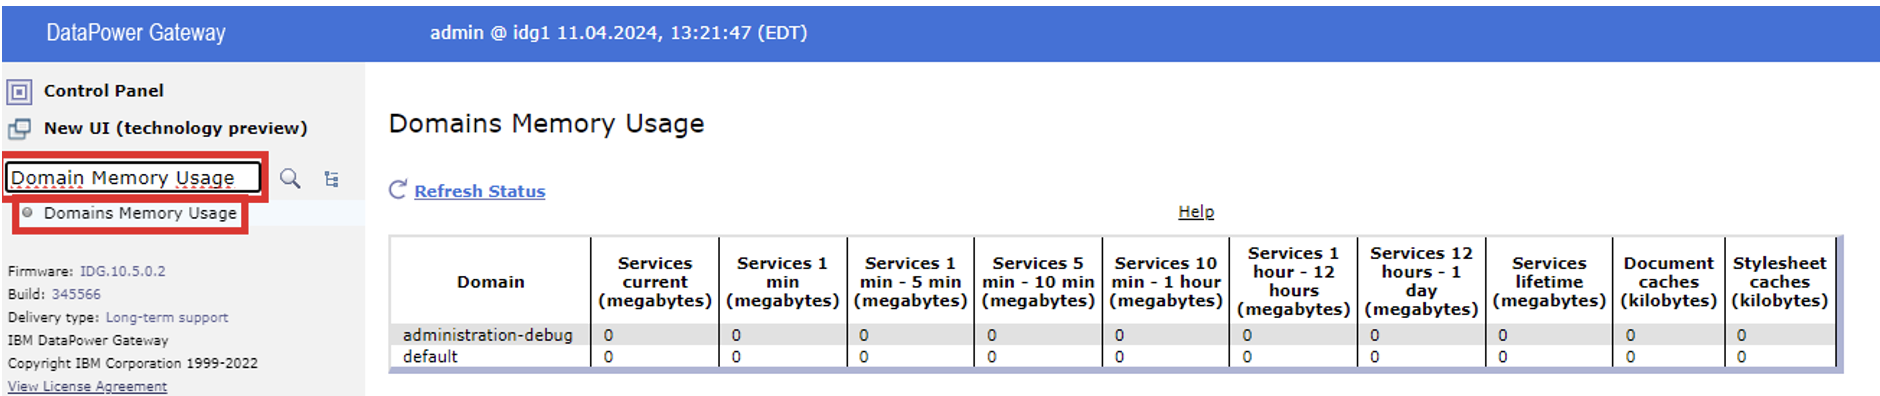 DataPower Gateway
admin @ idg1 11.04.2024, 13:21:47 (EDT)
Control Panel
New UI (technology preview)
Domain Memory Usage
Domains Memory Usage
Firmware: IDG.10.5.0.2
Build: 345566
Delivery type: Long-term support
IBM DataPower Gateway
Copyright IBM Corporation 1999-2022
View License Agreement
Domains Memory Usage
Refresh Status
Help
Domain
Services
current
(megabytes)
Services 1
min
(megabytes)
Services 1
min - 5 min
(megabytes)
Services 5
min - 10 min
(megabytes)
Services 10
min - 1 hour
(megabytes)
Services 1
hour - 12
hours
(megabytes)
Services 12
hours - 1
day
(megabytes)
Services
lifetime
(megabytes)
Document
caches
(kilobytes)
Stylesheet
caches
(kilobytes)
administration-debug 0 0 0 0 0 0 0 0 0 0
default 0 0 0 0 0 0 0 0 0 0